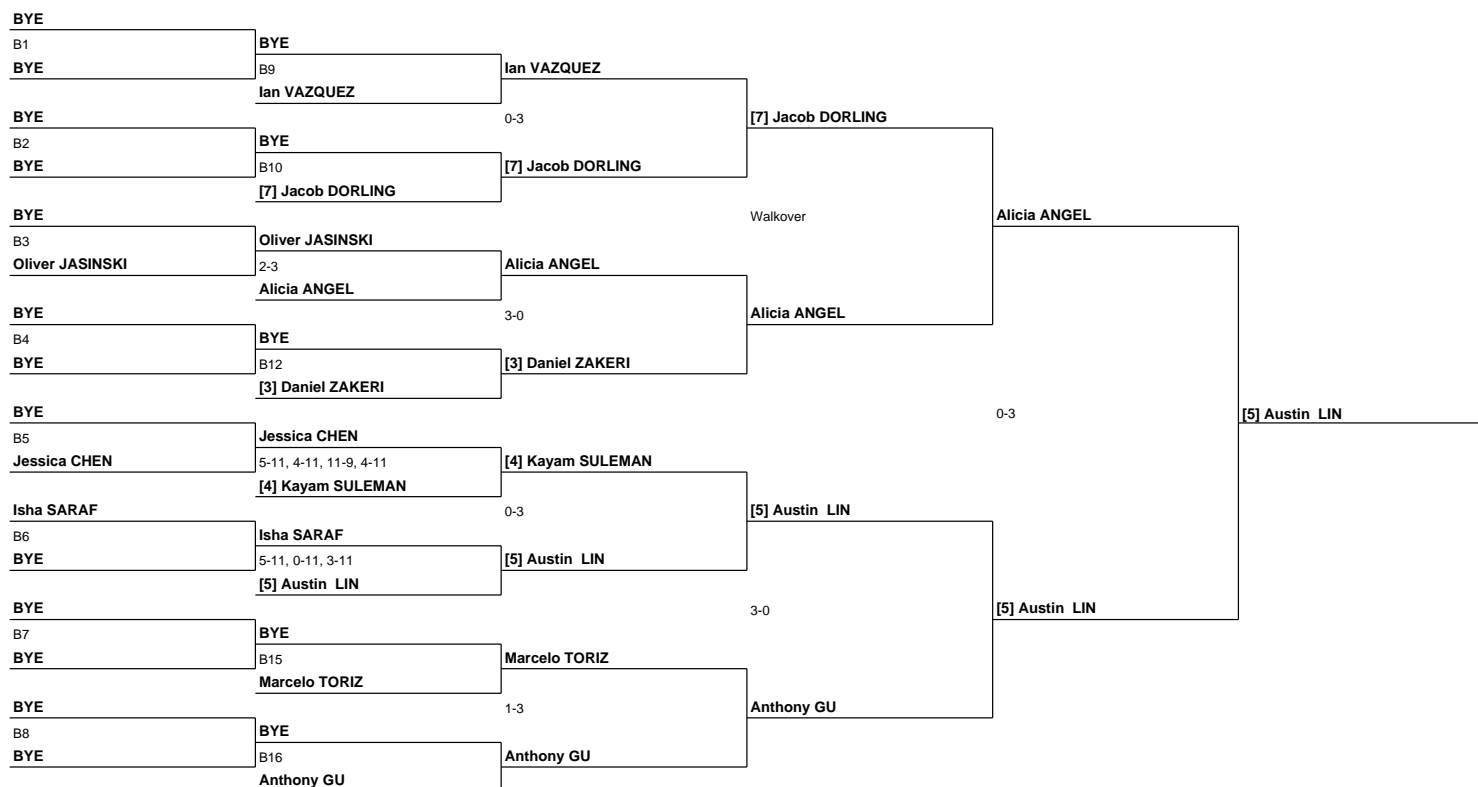 BYE
B1
BYE
BYE
B9
Ian VAZQUEZ
Ian VAZQUEZ
BYE
0-3
[7] Jacob DORLING
B2
BYE
BYE
B10
[7] Jacob DORLING
[7] Jacob DORLING
BYE
Walkover
Alicia ANGEL
B3
Oliver JASINSKI
Oliver JASINSKI
2-3
Alicia ANGEL
Alicia ANGEL
BYE
3-0
Alicia ANGEL
B4
BYE
BYE
B12
[3] Daniel ZAKERI
[3] Daniel ZAKERI
BYE
0-3
[5] Austin  LIN
B5
Jessica CHEN
Jessica CHEN
5-11, 4-11, 11-9, 4-11
[4] Kayam SULEMAN
[4] Kayam SULEMAN
Isha SARAF
0-3
[5] Austin  LIN
B6
Isha SARAF
BYE
5-11, 0-11, 3-11
[5] Austin  LIN
[5] Austin  LIN
BYE
3-0
[5] Austin  LIN
B7
BYE
BYE
B15
Marcelo TORIZ
Marcelo TORIZ
BYE
1-3
Anthony GU
B8
BYE
BYE
B16
Anthony GU
Anthony GU